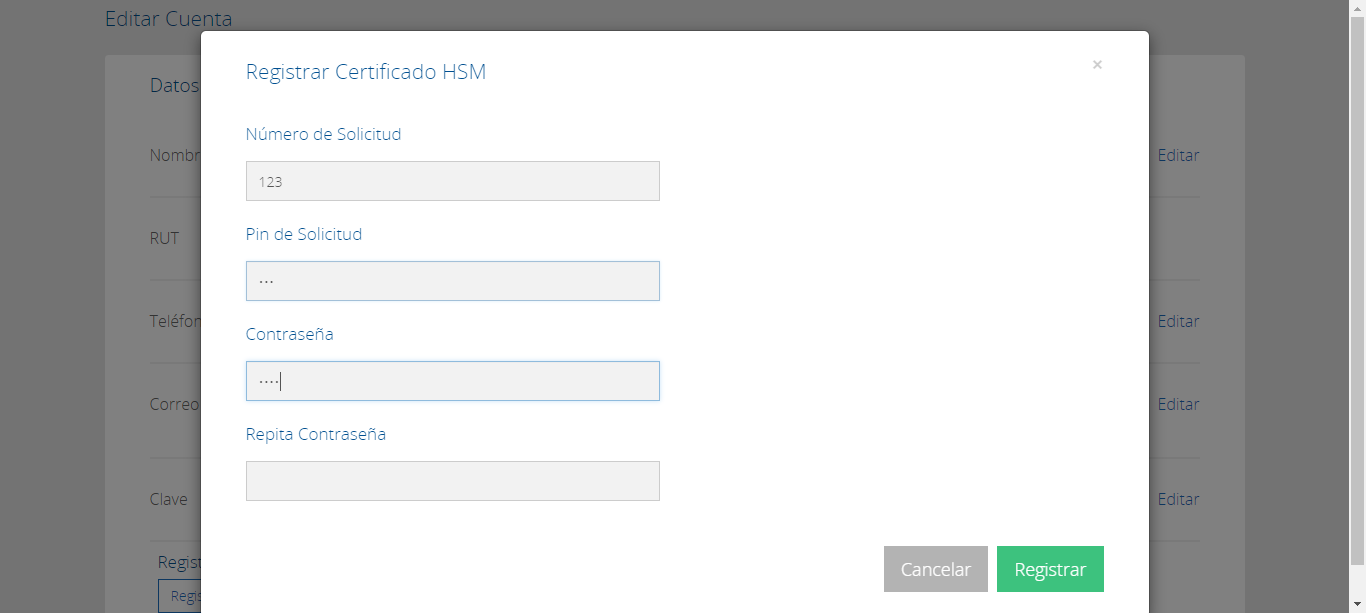 Editar Cuenta
Registrar Certificado HSM
×
Datos
Número de Solicitud
Nombr
Editar
123
Pin de Solicitud
RUT
...
Teléfon
Editar
Contraseña
....
Correo
Editar
Repita Contraseña
Clave
Editar
Regist
Cancelar
Registrar
Regis